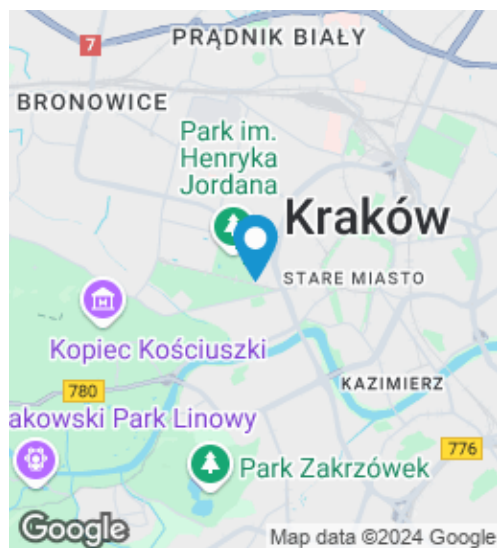 7
PRĄDNIK BIAŁY
BRONOWICE
Park im.
Henryka
Jordana
Kraków
STARE MIASTO
Kopiec Kościuszki
KAZIMIERZ
780
akowski Park Linowy
776
Park Zakrzówek
Google
Map data ©2024 Google